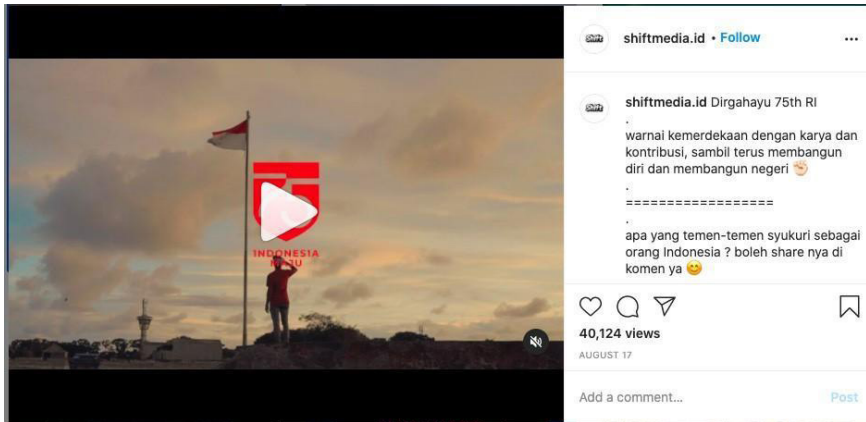 shiftmedia.id • Follow
shiftmedia.id Dirgahayu 75th RI
.
warnai kemerdekaan dengan karya dan
kontribusi, sambil terus membangun
diri dan membangun negeri 👏🏻
.
==================
.
apa yang temen-temen syukuri sebagai
orang Indonesia ? boleh share nya di
komen ya 😊
INDONESIA
MAJU
40,124 views
AUGUST 17
Add a comment...
Post